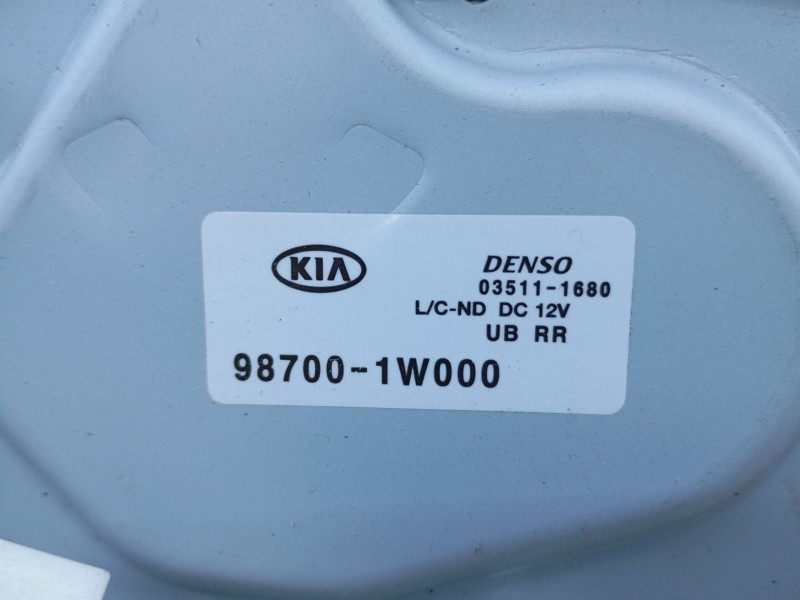 KIA
DENSO
03511-1680
L/C-ND DC 12V
UB RR
98700-1W000